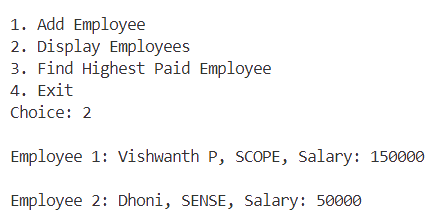 1. Add Employee
2. Display Employees
3. Find Highest Paid Employee
4. Exit
Choice: 2
Employee 1: Vishwanth P, SCOPE, Salary: 150000
Employee 2: Dhoni, SENSE, Salary: 50000